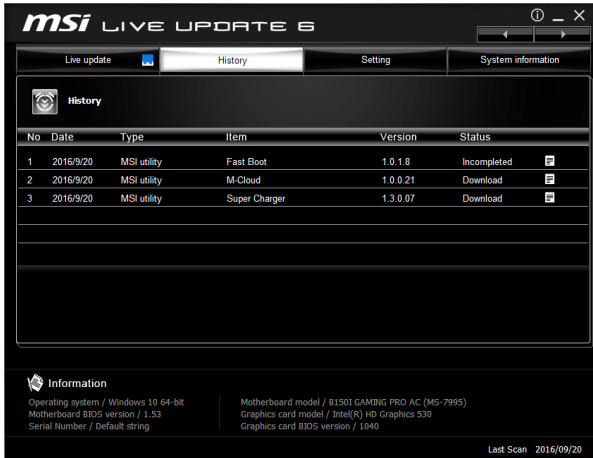 msi LIVE UPDATE 6
Live update History Setting System information
History
No Date Type Item Version Status
1 2016/9/20 MSI utility Fast Boot 1.0.1.8 Incompleted
2 2016/9/20 MSI utility M-Cloud 1.0.0.21 Download
3 2016/9/20 MSI utility Super Charger 1.3.0.07 Download
Information
Operating system / Windows 10 64-bit Motherboard model / B150I GAMING PRO AC (MS-7995)
Motherboard BIOS version / 1.53 Graphics card model / Intel(R) HD Graphics 530
Serial Number / Default string Graphics card BIOS version / 1040
Last Scan 2016/09/20